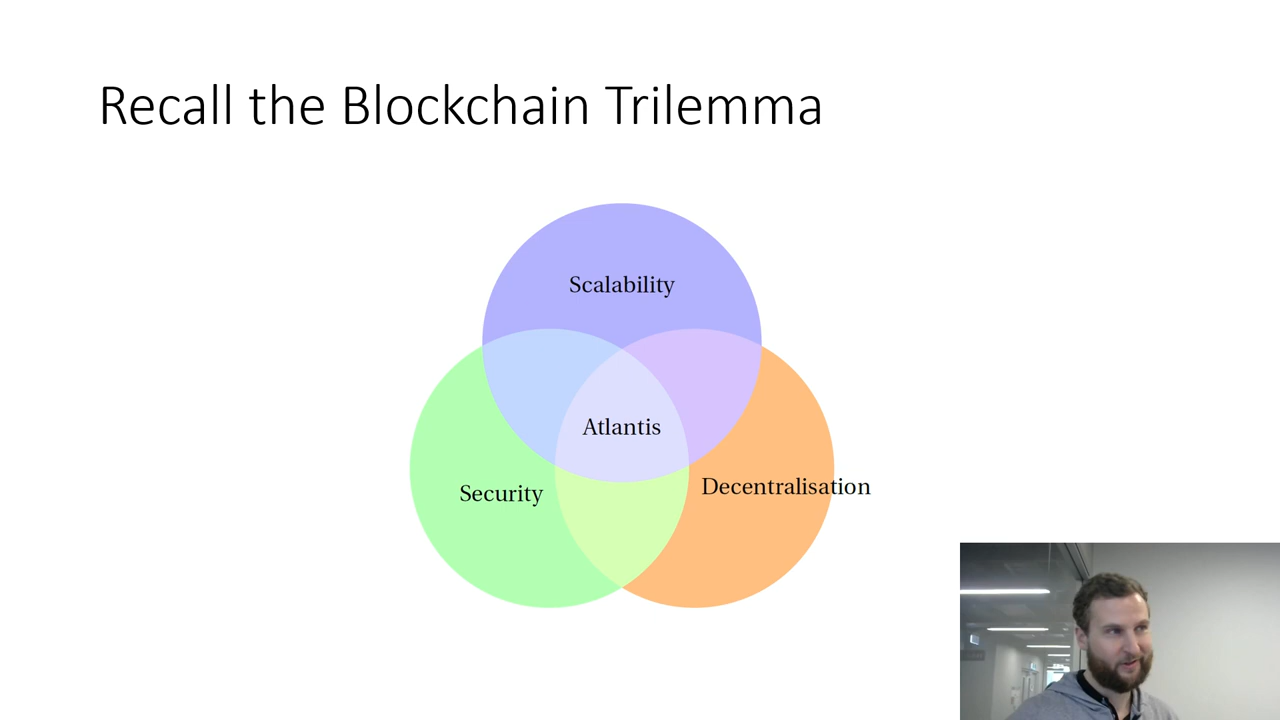 Recall the Blockchain Trilemma
Scalability
Atlantis
Security
Decentralisation